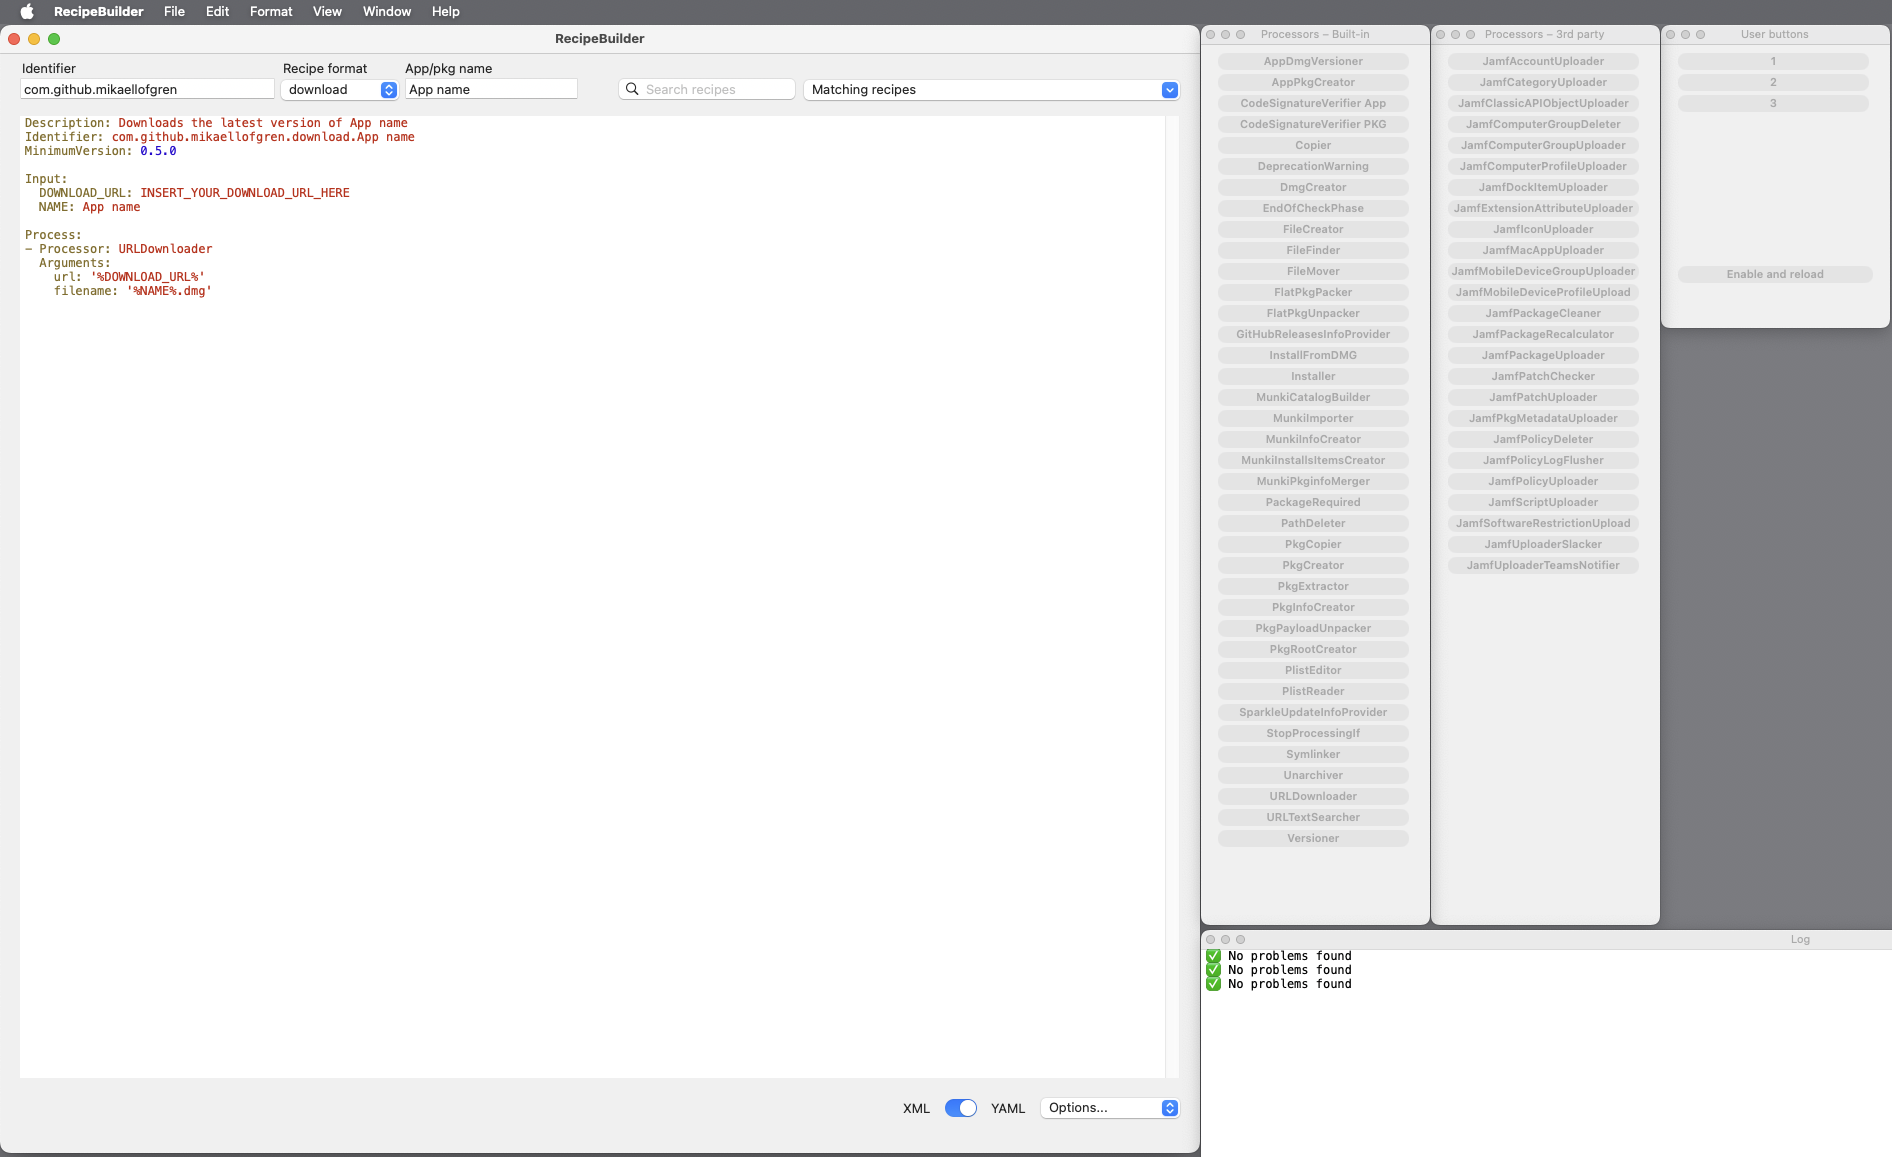 RecipeBuilder File Edit Format View Window Help
RecipeBuilder
Identifier Recipe format App/pkg name
com.github.mikaellofgren download App name Search recipes Matching recipes
Description: Downloads the latest version of App name
Identifier: com.github.mikaellofgren.download.App name
MinimumVersion: 0.5.0
Input:
DOWNLOAD_URL: INSERT_YOUR_DOWNLOAD_URL_HERE
NAME: App name
Process:
- Processor: URLDownloader
Arguments:
url: '%DOWNLOAD_URL%'
filename: '%NAME%.dmg'
XML YAML Options...
Processors – Built-in
AppDmgVersioner
AppPkgCreator
CodeSignatureVerifier App
CodeSignatureVerifier PKG
Copier
DeprecationWarning
DmgCreator
EndOfCheckPhase
FileCreator
FileFinder
FileMover
FlatPkgPacker
FlatPkgUnpacker
GitHubReleasesInfoProvider
InstallFromDMG
Installer
MunkiCatalogBuilder
MunkiImporter
MunkiInfoCreator
MunkiInstallsItemsCreator
MunkiPkginfoMerger
PackageRequired
PathDeleter
PkgCopier
PkgCreator
PkgExtractor
PkgInfoCreator
PkgPayloadUnpacker
PkgRootCreator
PlistEditor
PlistReader
SparkleUpdateInfoProvider
StopProcessingIf
Symlinker
Unarchiver
URLDownloader
URLTextSearcher
Versioner
Processors – 3rd party
JamfAccountUploader
JamfCategoryUploader
JamfClassicAPIObjectUploader
JamfComputerGroupDeleter
JamfComputerGroupUploader
JamfComputerProfileUploader
JamfDockItemUploader
JamfExtensionAttributeUploader
JamfIconUploader
JamfMacAppUploader
JamfMobileDeviceGroupUploader
JamfMobileDeviceProfileUpload
JamfPackageCleaner
JamfPackageRecalculator
JamfPackageUploader
JamfPatchChecker
JamfPatchUploader
JamfPkgMetadataUploader
JamfPolicyDeleter
JamfPolicyLogFlusher
JamfPolicyUploader
JamfScriptUploader
JamfSoftwareRestrictionUpload
JamfUploaderSlacker
JamfUploaderTeamsNotifier
User buttons
1
2
3
Enable and reload
Log
No problems found
No problems found
No problems found